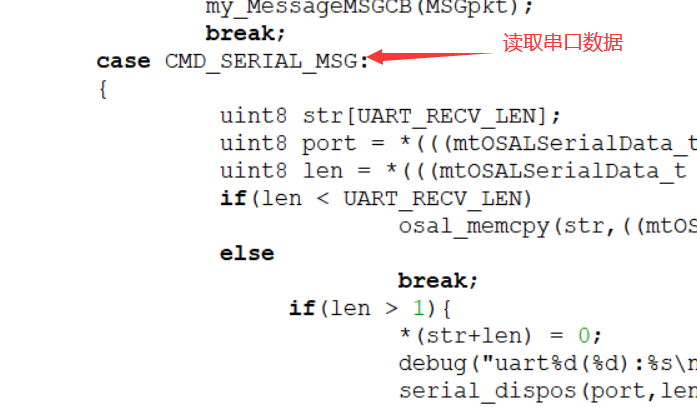 my_MessageMSGCB(MSGpkt);
break;
case CMD_SERIAL_MSG:
读取串口数据
{
uint8 str[UART_RECV_LEN];
uint8 port = *(((mtOSALSerialData_t
uint8 len = *(((mtOSALSerialData_t
if(len < UART_RECV_LEN)
osal_memcpy(str,((mtOS
else
break;
if(len > 1){
*(str+len) = 0;
debug("uart%d(%d):%s\n
serial_dispos(port,len